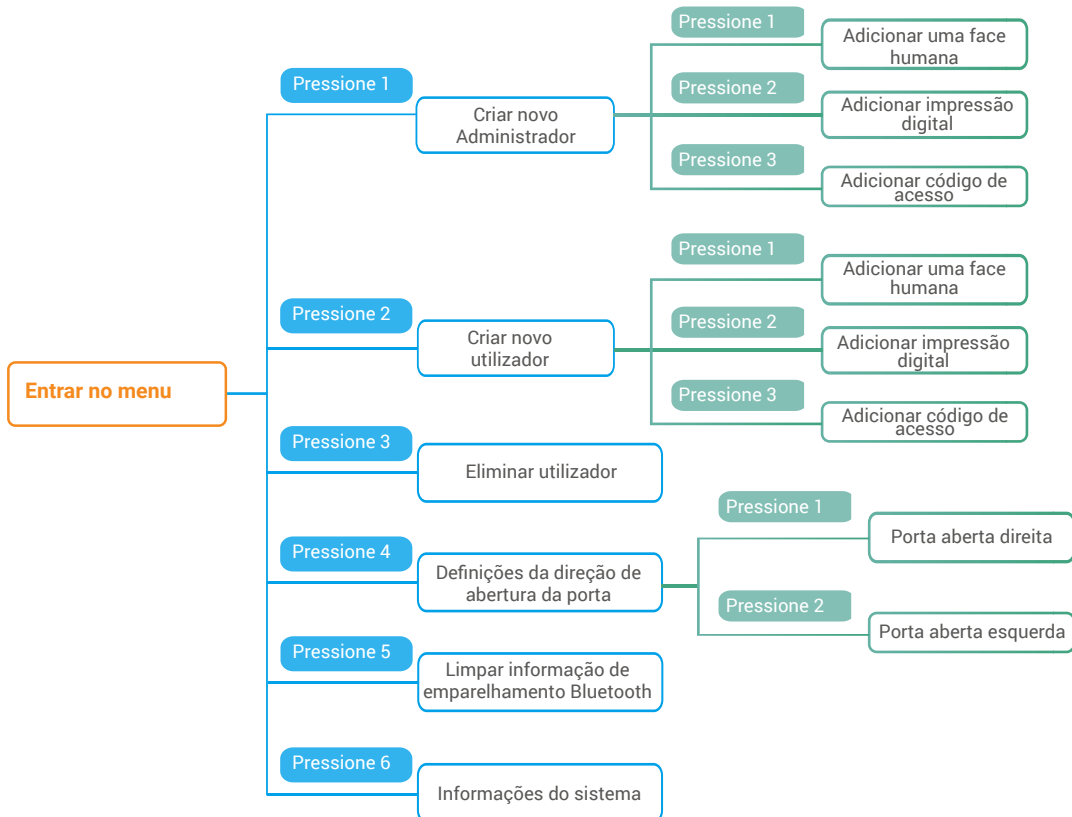 Entrar no menu
Pressione 1
Criar novo
Administrador
Pressione 1
Adicionar uma face
humana
Pressione 2
Adicionar impressão
digital
Pressione 3
Adicionar código de
acesso
Pressione 2
Criar novo
utilizador
Pressione 1
Adicionar uma face
humana
Pressione 2
Adicionar impressão
digital
Pressione 3
Adicionar código de
acesso
Pressione 3
Eliminar utilizador
Pressione 4
Definições da direção de
abertura da porta
Pressione 1
Porta aberta direita
Pressione 2
Porta aberta esquerda
Pressione 5
Limpar informação de
emparelhamento Bluetooth
Pressione 6
Informações do sistema